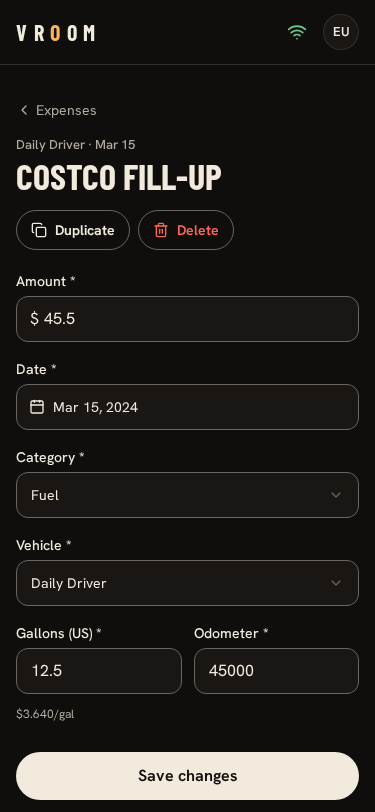 VROOM
EU
Expenses
Daily Driver · Mar 15
COSTCO FILL-UP
Duplicate
Delete
Amount *
$ 45.5
Date *
Mar 15, 2024
Category *
Fuel
Vehicle *
Daily Driver
Gallons (US) *
Odometer *
12.5
45000
$3.640/gal
Save changes